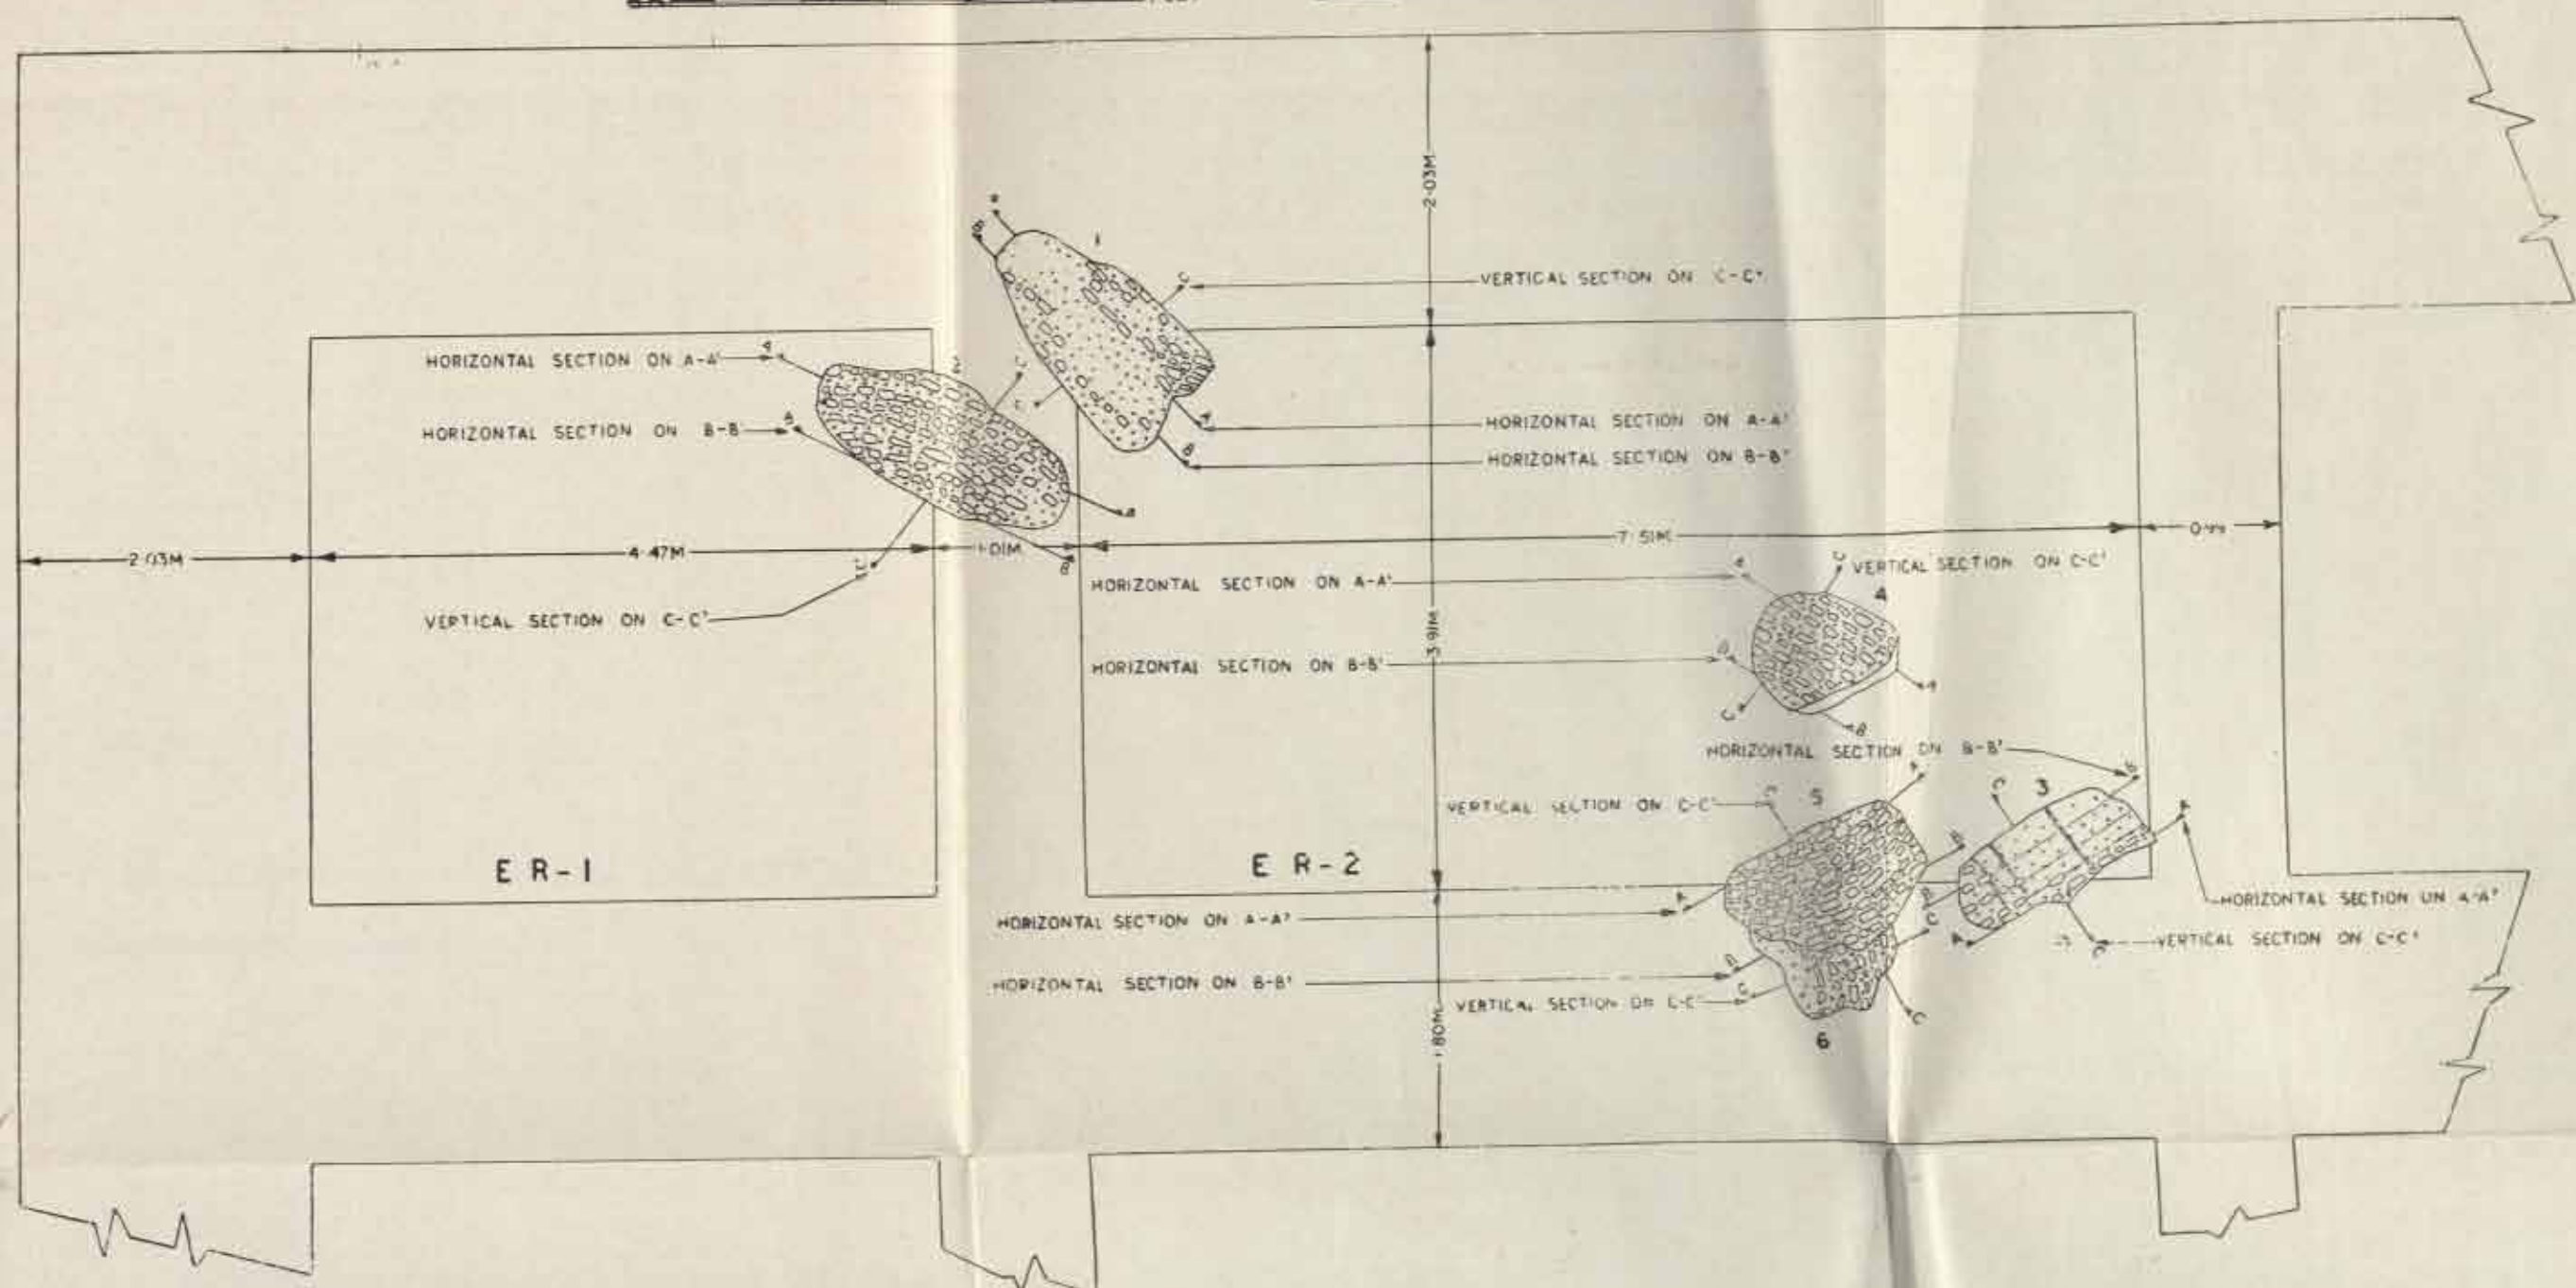 2.03M
1
VERTICAL SECTION ON C-C'
C
HORIZONTAL SECTION ON A-A'
HORIZONTAL SECTION ON B-B'
2
C
HORIZONTAL SECTION ON A-A'
A
HORIZONTAL SECTION ON B-B'
B
2.03M
4.47M
1.01M
7.51M
VERTICAL SECTION ON C-C'
HORIZONTAL SECTION ON A-A'
VERTICAL SECTION ON C-C'
4
3.91M
HORIZONTAL SECTION ON B-B'
C
B
HORIZONTAL SECTION ON B-B'
VERTICAL SECTION ON C-C'
5
C
3
A
ER-1
ER-2
HORIZONTAL SECTION ON A-A'
HORIZONTAL SECTION ON A-A'
C
A
VERTICAL SECTION ON C-C'
HORIZONTAL SECTION ON B-B'
VERTICAL SECTION ON C-C'
C
1.80M
6